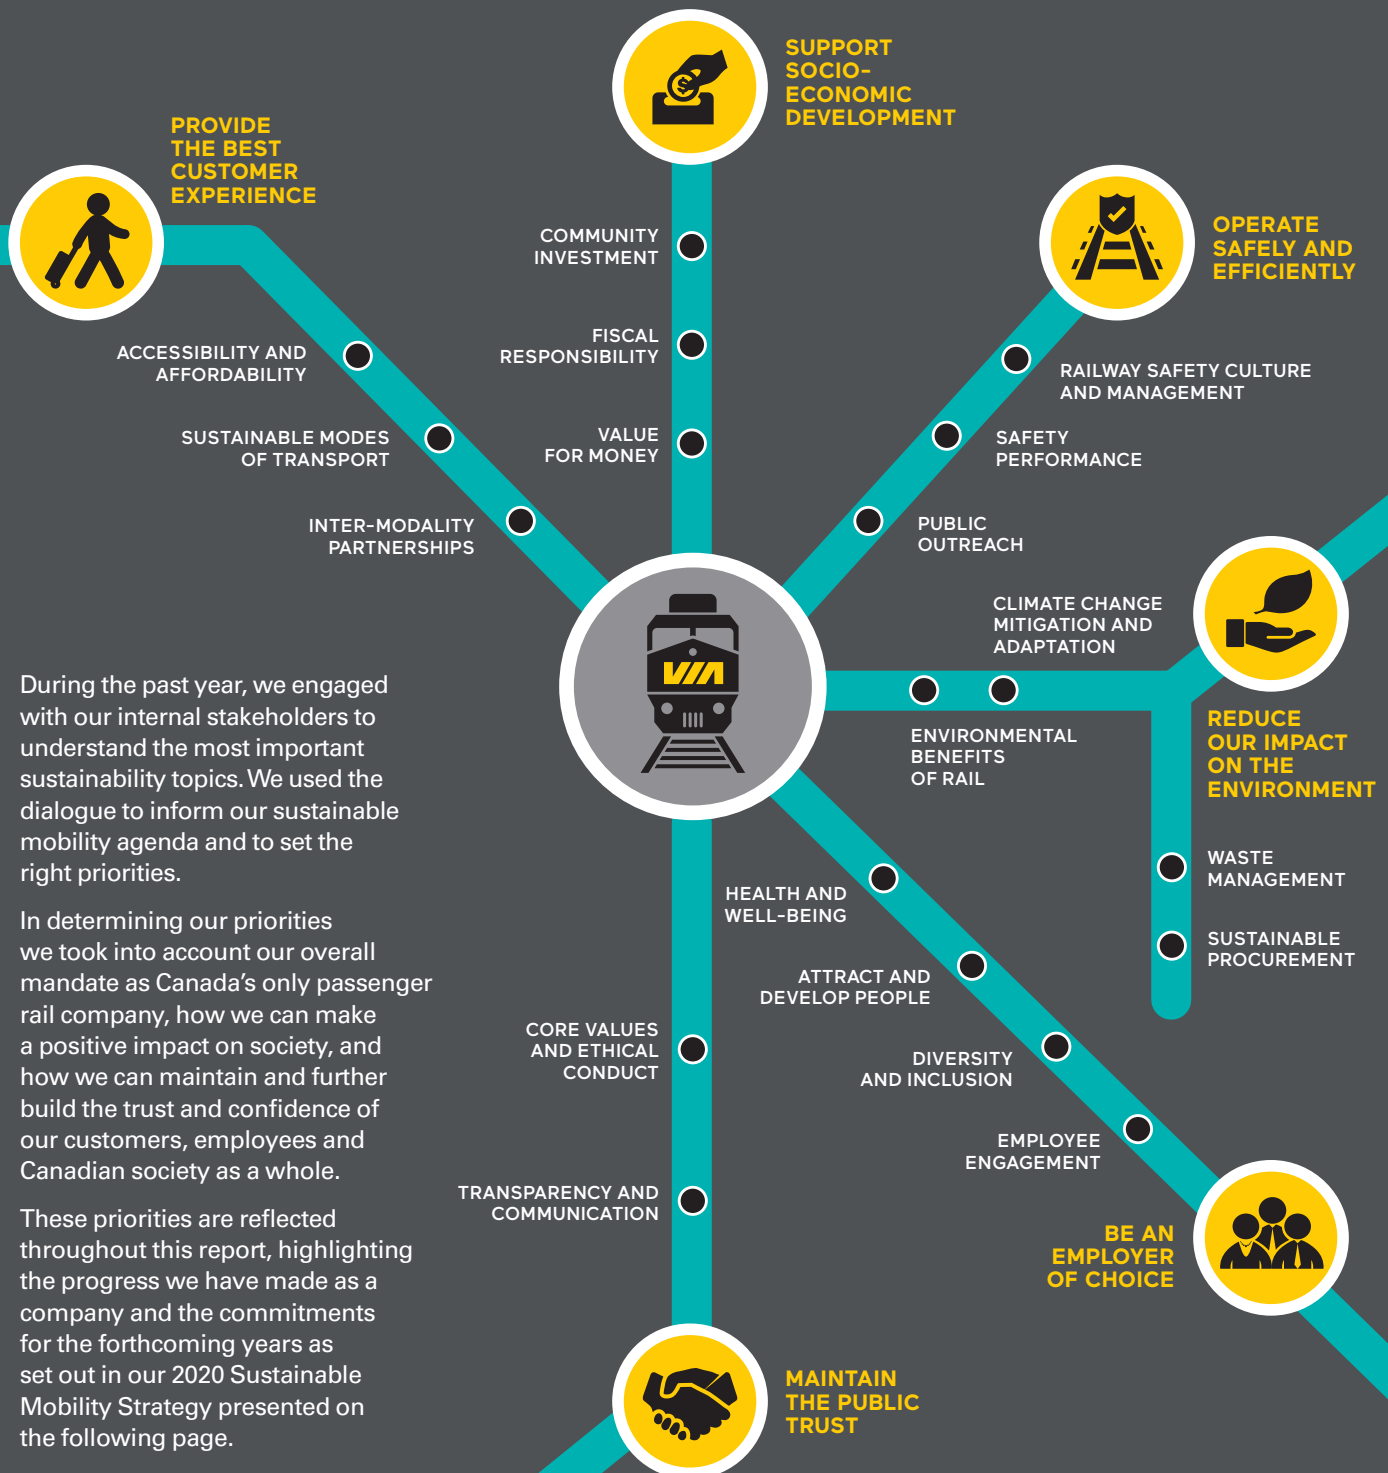 SUPPORT
SOCIO-
ECONOMIC
DEVELOPMENT
PROVIDE
THE BEST
CUSTOMER
EXPERIENCE
OPERATE
SAFELY AND
EFFICIENTLY
COMMUNITY
INVESTMENT
FISCAL
RESPONSIBILITY
VALUE
FOR MONEY
ACCESSIBILITY AND
AFFORDABILITY
SUSTAINABLE MODES
OF TRANSPORT
INTER-MODALITY
PARTNERSHIPS
RAILWAY SAFETY CULTURE
AND MANAGEMENT
SAFETY
PERFORMANCE
PUBLIC
OUTREACH
CLIMATE CHANGE
MITIGATION AND
ADAPTATION
VIA
ENVIRONMENTAL
BENEFITS
OF RAIL
REDUCE
OUR IMPACT
ON THE
ENVIRONMENT
WASTE
MANAGEMENT
SUSTAINABLE
PROCUREMENT
During the past year, we engaged
with our internal stakeholders to
understand the most important
sustainability topics. We used the
dialogue to inform our sustainable
mobility agenda and to set the
right priorities.
In determining our priorities
we took into account our overall
mandate as Canada’s only passenger
rail company, how we can make
a positive impact on society, and
how we can maintain and further
build the trust and confidence of
our customers, employees and
Canadian society as a whole.
These priorities are reflected
throughout this report, highlighting
the progress we have made as a
company and the commitments
for the forthcoming years as
set out in our 2020 Sustainable
Mobility Strategy presented on
the following page.
HEALTH AND
WELL-BEING
ATTRACT AND
DEVELOP PEOPLE
DIVERSITY
AND INCLUSION
EMPLOYEE
ENGAGEMENT
BE AN
EMPLOYER
OF CHOICE
CORE VALUES
AND ETHICAL
CONDUCT
TRANSPARENCY AND
COMMUNICATION
MAINTAIN
THE PUBLIC
TRUST
$